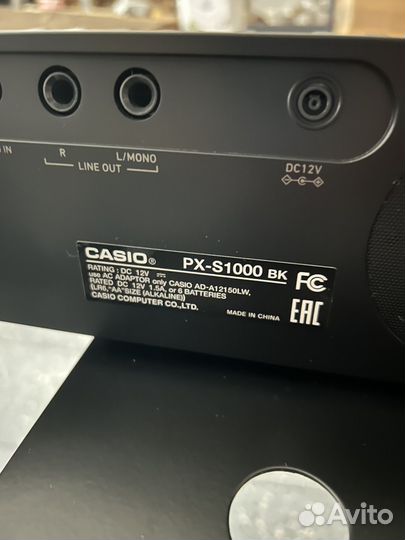 IN
R L/MONO
LINE OUT
DC12V
CASIO® PX-S1000 BK FC
RATING : DC 12V
use AC ADAPTOR only CASIO AD-A12150LW,
RATED DC 12V 1.5A, or 6 BATTERIES
(LR6,"AA"SIZE (ALKALINE))
CASIO COMPUTER CO.,LTD. MADE IN CHINA EAC
Avito